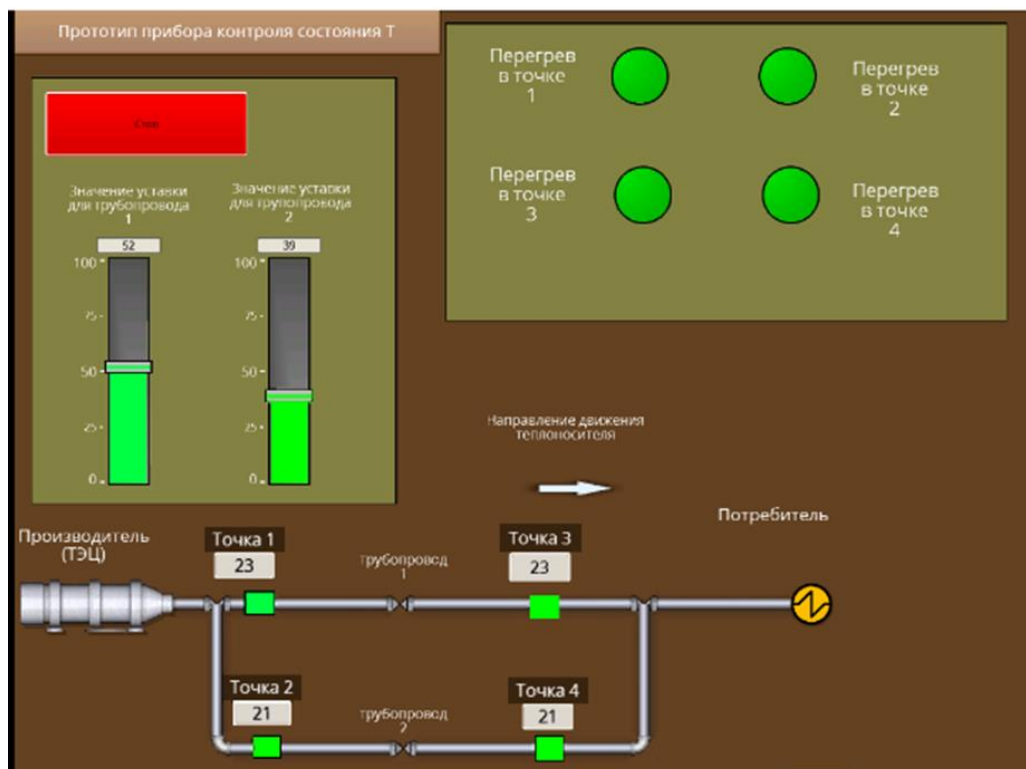 Прототип прибора контроля состояния Т
Стоп
Значение уставки
для трубопровода
1
Значение уставки
для трупопровода
2
52
39
100
75
50
25
0
100
75
50
25
0
Перегрев
в точке
1
Перегрев
в точке
2
Перегрев
в точке
3
Перегрев
в точке
4
Направление движения
теплоносителя
Производитель
(ТЭЦ)
Точка 1
23
трубопровод
1
Точка 3
23
Потребитель
Точка 2
21
трубопровод
2
Точка 4
21